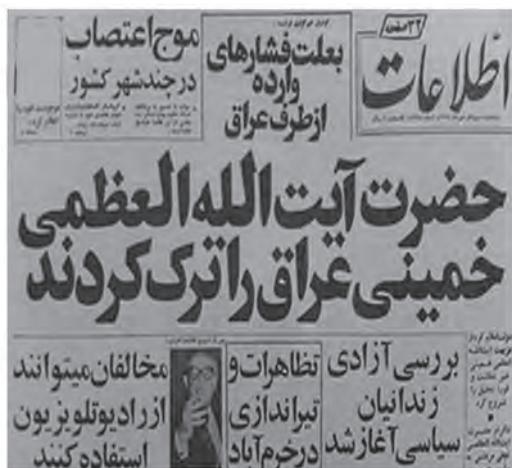 اطلاعات
۳۲ صفحه
بعلت فشارهای
وارده
از طرف عراق
موج اعتصاب
در چند شهر کشور
حضرت آیت الله العظمی
خمینی عراق را ترک کردند
بررسی آزادی
زندانیان
سیاسی آغاز شد
تظاهرات و
تیراندازی
در خرم آباد
مخالفان میتوانند
از رادیو تلویزیون
استفاده کنند